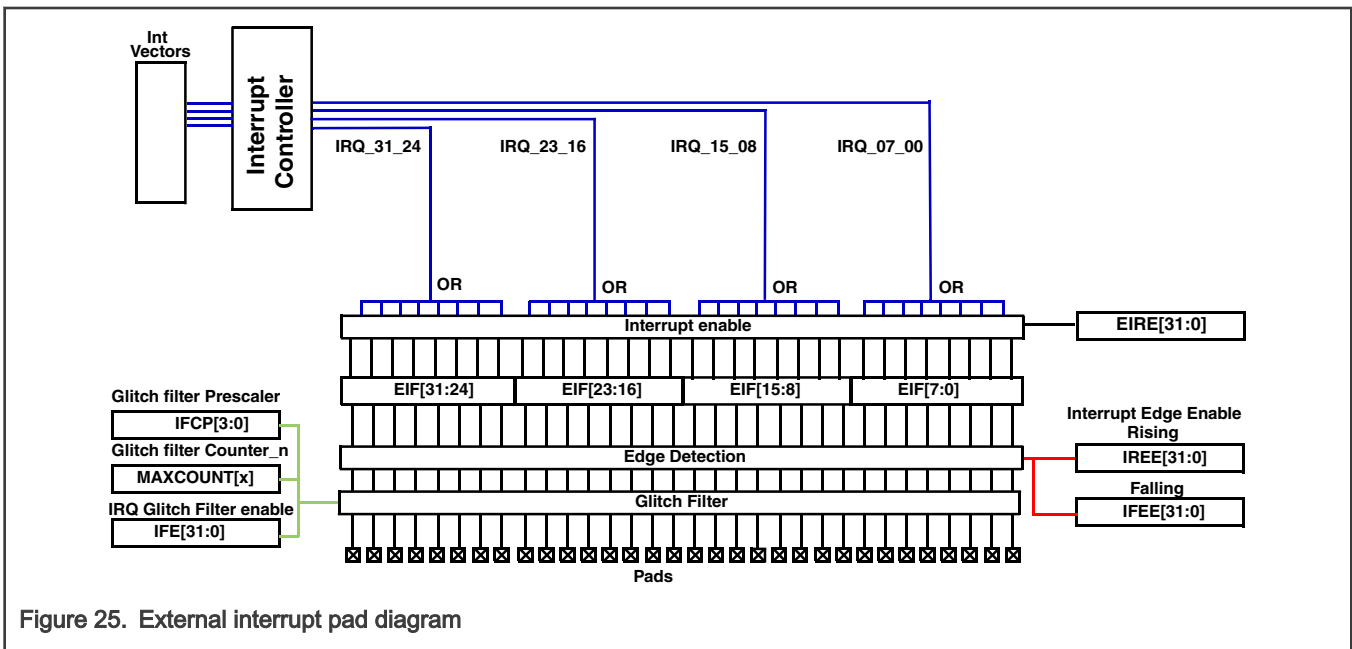 Int
Vectors
Interrupt
Controller
IRQ_31_24
IRQ_23_16
IRQ_15_08
IRQ_07_00
OR
OR
OR
OR
Interrupt enable
EIRE[31:0]
EIF[31:24]
EIF[23:16]
EIF[15:8]
EIF[7:0]
Glitch filter Prescaler
IFCP[3:0]
Glitch filter Counter_n
MAXCOUNT[x]
IRQ Glitch Filter enable
IFE[31:0]
Edge Detection
Glitch Filter
Interrupt Edge Enable
Rising
IREE[31:0]
Falling
IFEE[31:0]
Pads
Figure 25. External interrupt pad diagram